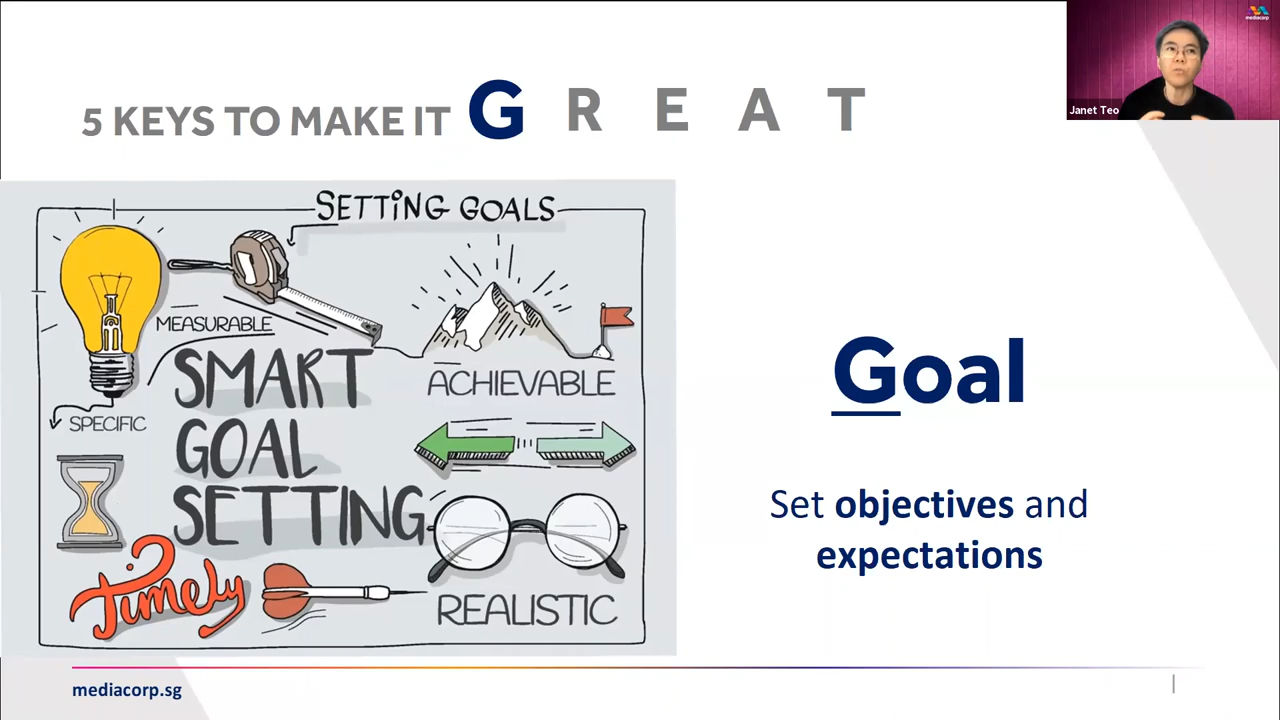 mediacorp
5 KEYS TO MAKE IT G R E A T
Janet Teo
SETTING GOALS
MEASURABLE
SMART
GOAL
SETTING
ACHIEVABLE
SPECIFIC
Timely
REALISTIC
Goal
Set objectives and
expectations
mediacorp.sg